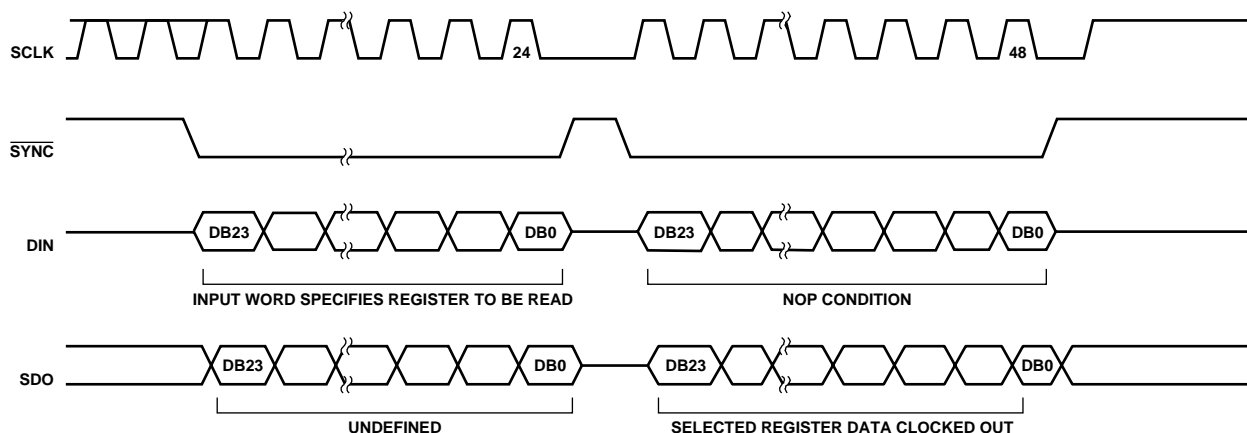 SCLK
24
48
SYNC
DIN
DB23
DB0
DB23
DB0
INPUT WORD SPECIFIES REGISTER TO BE READ
NOP CONDITION
SDO
DB23
DB0
DB23
DB0
UNDEFINED
SELECTED REGISTER DATA CLOCKED OUT